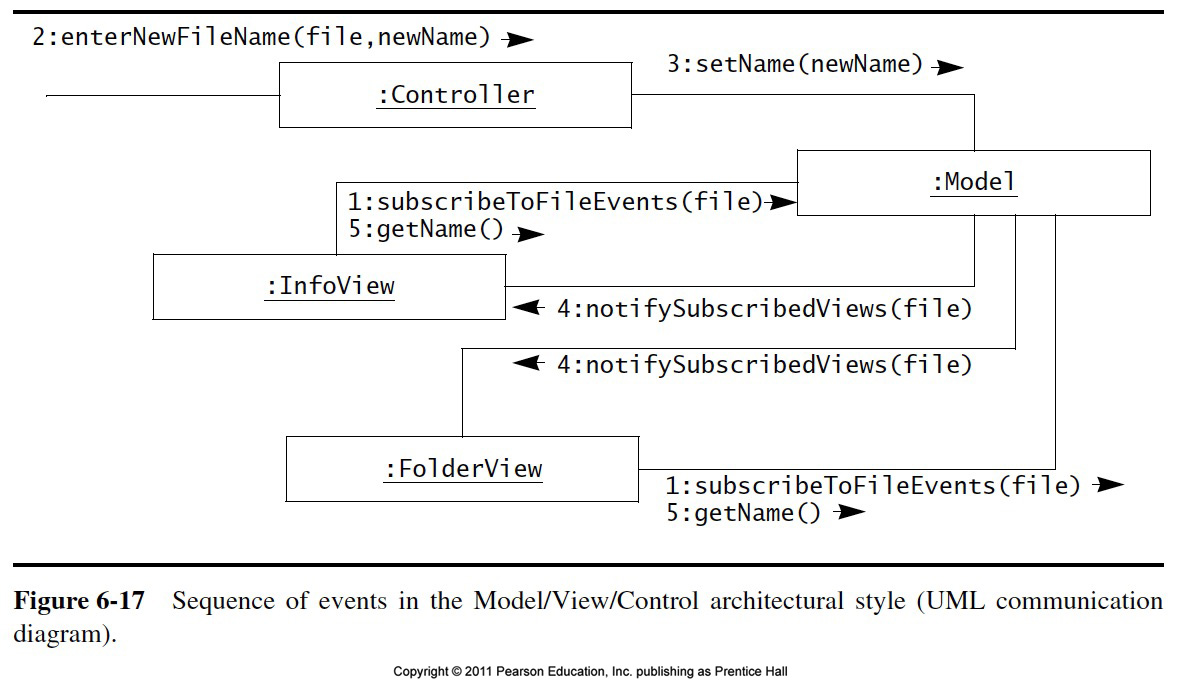 2:enterNewFileName(file,newName)
3:setName(newName)
:Controller
:Model
1:subscribeToFileEvents(file)
5:getName()
:InfoView
4:notifySubscribedViews(file)
4:notifySubscribedViews(file)
:FolderView
1:subscribeToFileEvents(file)
5:getName()
Figure 6-17 Sequence of events in the Model/View/Control architectural style (UML communication
diagram).
Copyright © 2011 Pearson Education, Inc. publishing as Prentice Hall